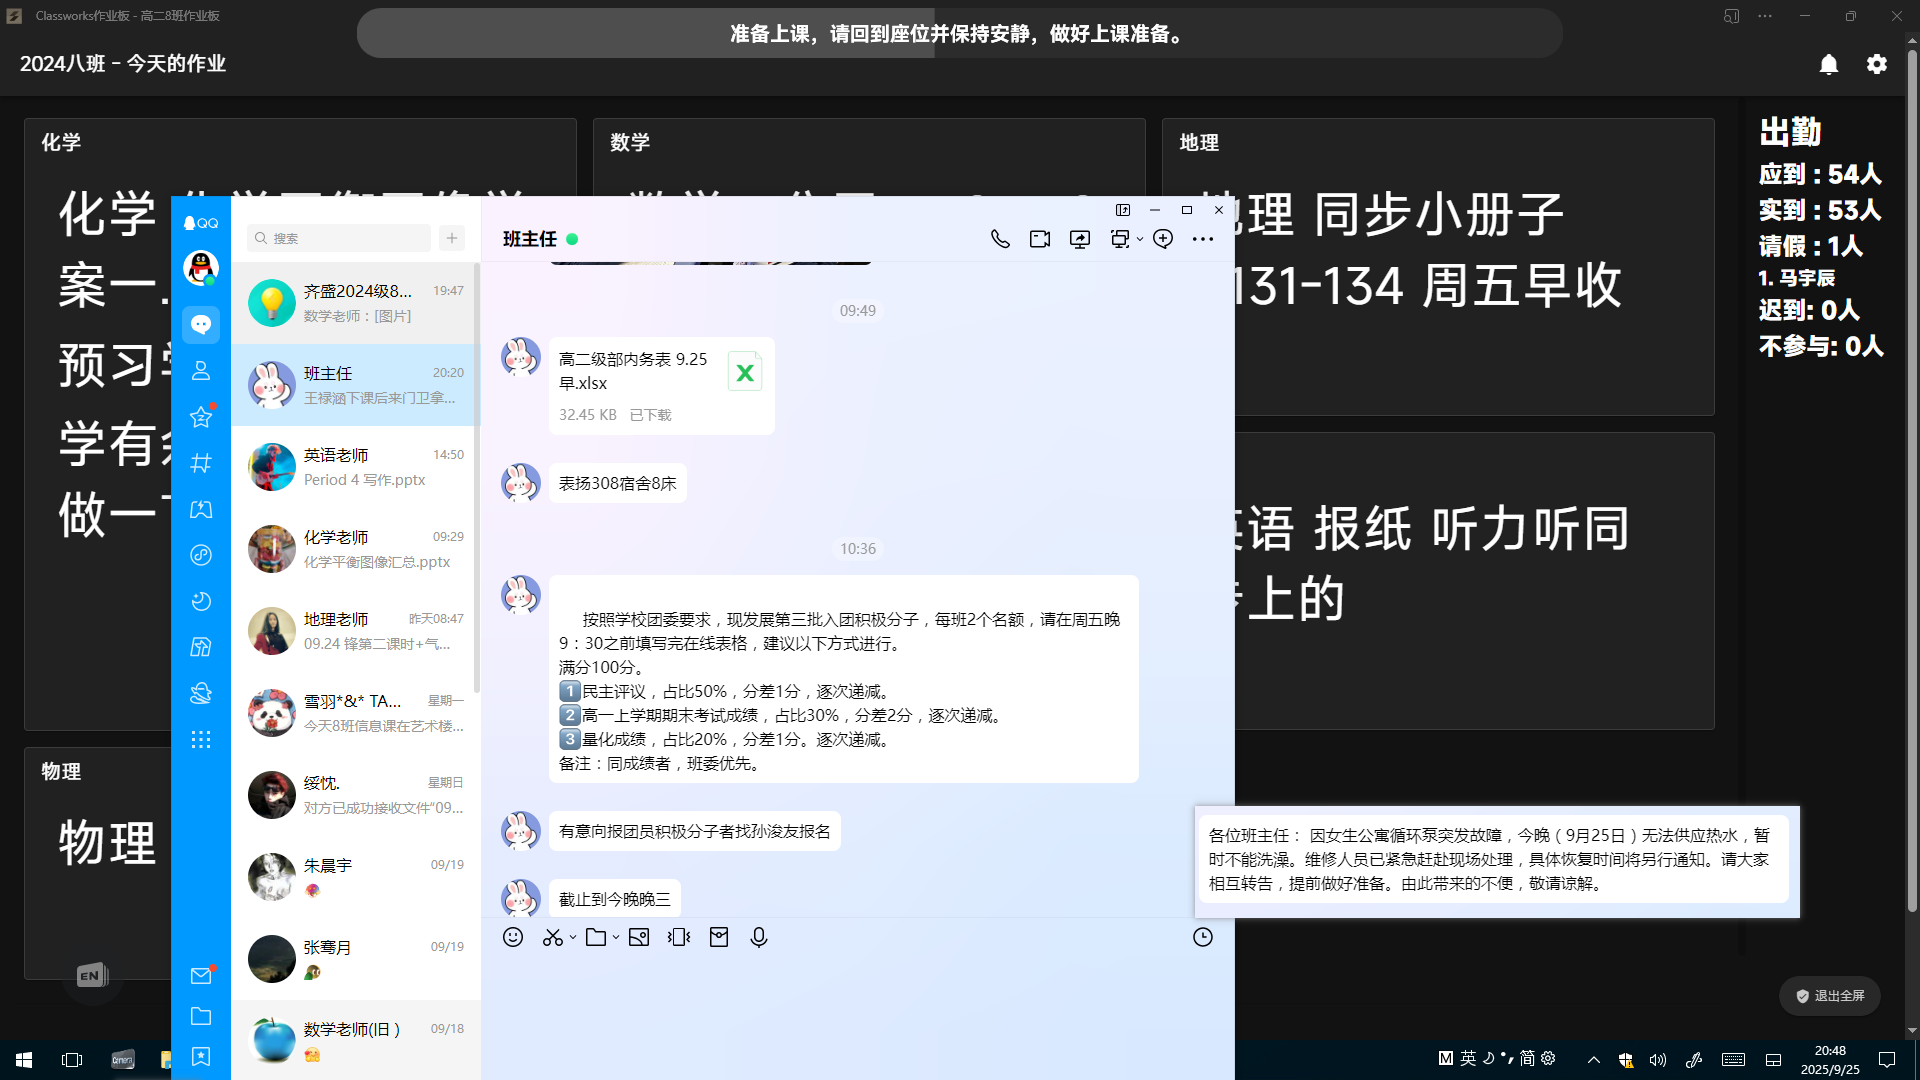 Classworks作业板 - 高二8班作业板
准备上课，请回到座位并保持安静，做好上课准备。
2024八班 - 今天的作业
化学
化学
案一.
预习
学有
做一
数学
地理
地理 同步小册子
131-134 周五早收
英语 报纸 听力听同
上的
物理
物理
出勤
应到：54人
实到：53人
请假：1人
1. 马宇辰
迟到: 0人
不参与: 0人
QQ
搜索
齐盛2024级8... 19:47
数学老师：[图片]
班主任 20:20
王禄涵下课后来门卫拿...
英语老师 14:50
Period 4 写作.pptx
化学老师 09:29
化学平衡图像汇总.pptx
地理老师 昨天08:47
09.24 锋第二课时+气...
雪羽*&* TA... 星期一
今天8班信息课在艺术楼...
绥忱. 星期日
对方已成功接收文件“09...
朱晨宇 09/19
张骞月 09/19
数学老师(旧） 09/18
班主任
09:49
高二级部内务表 9.25
早.xlsx
32.45 KB 已下载
表扬308宿舍8床
10:36
按照学校团委要求，现发展第三批入团积极分子，每班2个名额，请在周五晚
9：30之前填写完在线表格，建议以下方式进行。
满分100分。
1民主评议，占比50%，分差1分，逐次递减。
2高一上学期期末考试成绩，占比30%，分差2分，逐次递减。
3量化成绩，占比20%，分差1分。逐次递减。
备注：同成绩者，班委优先。
有意向报团员积极分子者找孙浚友报名
截止到今晚晚三
各位班主任： 因女生公寓循环泵突发故障，今晚（9月25日）无法供应热水，暂
时不能洗澡。维修人员已紧急赶赴现场处理，具体恢复时间将另行通知。请大家
相互转告，提前做好准备。由此带来的不便，敬请谅解。
EN
退出全屏
M 英 简
20:48
2025/9/25